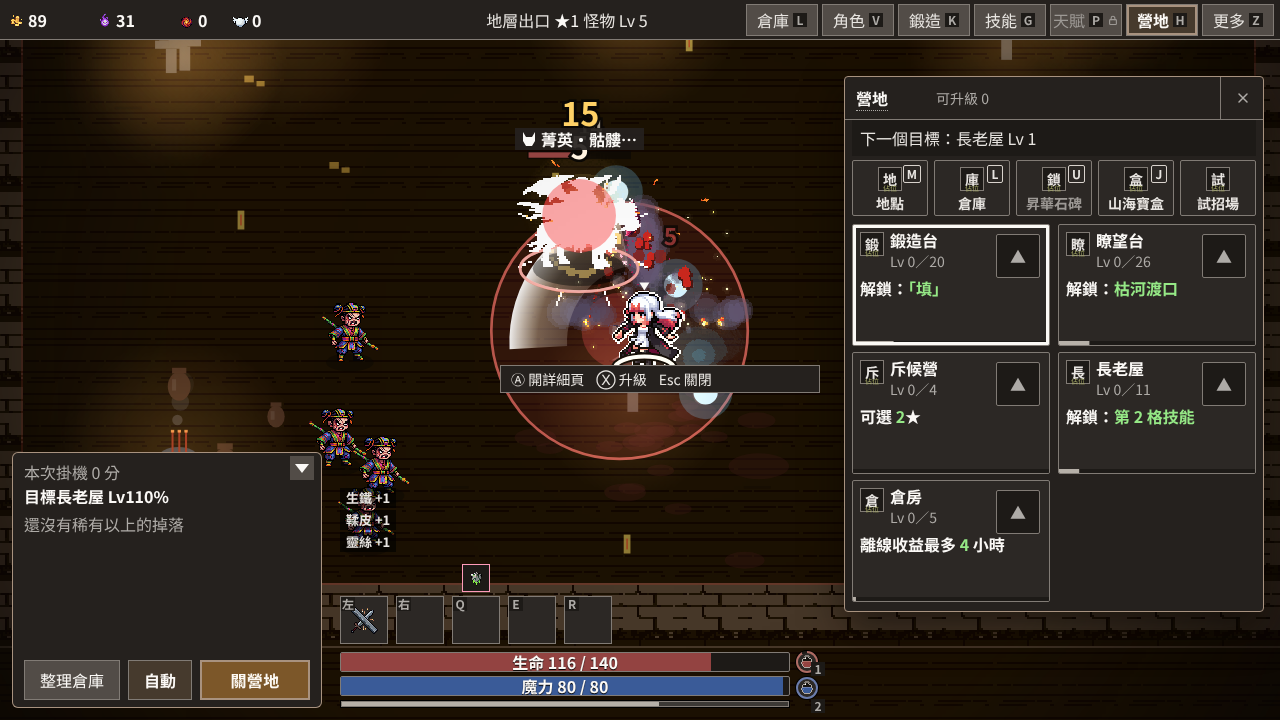 89 31 0 0
地層出口 ★1 怪物 Lv 5
倉庫 L 角色 V 鍛造 K 技能 G 天賦 P 營地 H 更多 Z
15
菁英・骷髏…
5
營地 可升級 0 ×
下一個目標：長老屋 Lv 1
地 M 庫 L 鎖 U 盒 J 試
地點 倉庫 昇華石碑 山海寶盒 試招場
鍛 鍛造台
Lv 0／20
解鎖：「填」
瞭 瞭望台
Lv 0／26
解鎖：枯河渡口
斥 斥候營
Lv 0／4
可選 2★
長 長老屋
Lv 0／11
解鎖：第 2 格技能
倉 倉房
Lv 0／5
離線收益最多 4 小時
Ⓐ 開詳細頁 Ⓧ 升級 Esc 關閉
本次掛機 0 分
目標長老屋 Lv110%
還沒有稀有以上的掉落
整理倉庫 自動 關營地
生鐵 +1
鞣皮 +1
靈絲 +1
左 右 Q E R
生命 116 / 140
1
魔力 80 / 80
2